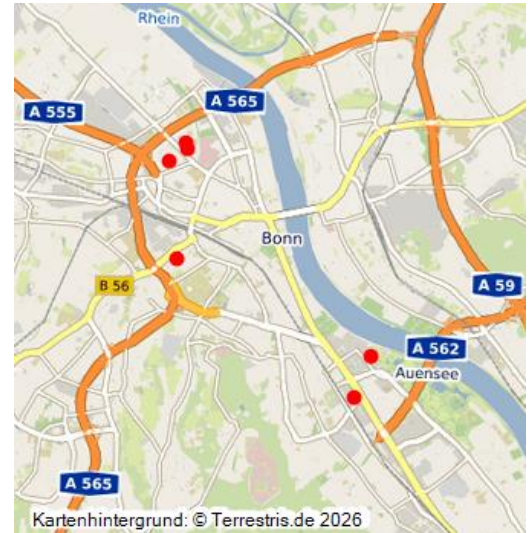 Rhein
A 565
A 555
Bonn
B 56
A 59
A 562
Auensee
A 565
Kartenhintergrund: © Terrestris.de 2026